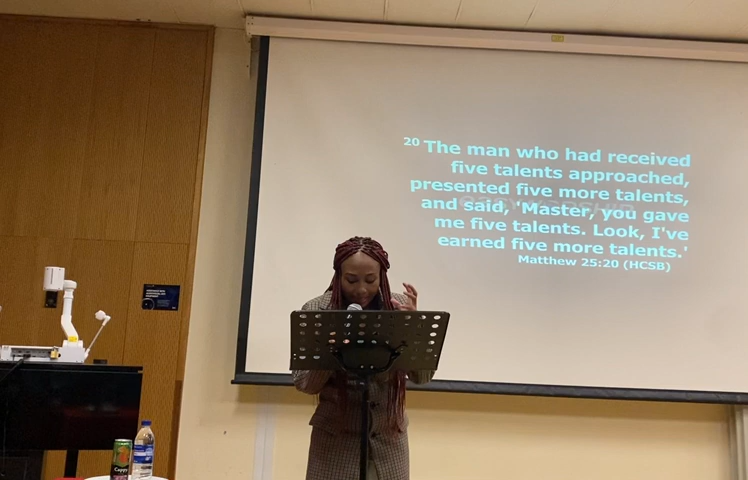 20 The man who had received
five talents approached,
presented five more talents,
and said, 'Master, you gave
me five talents. Look, I've
earned five more talents.'
Matthew 25:20 (HCSB)
Cappy